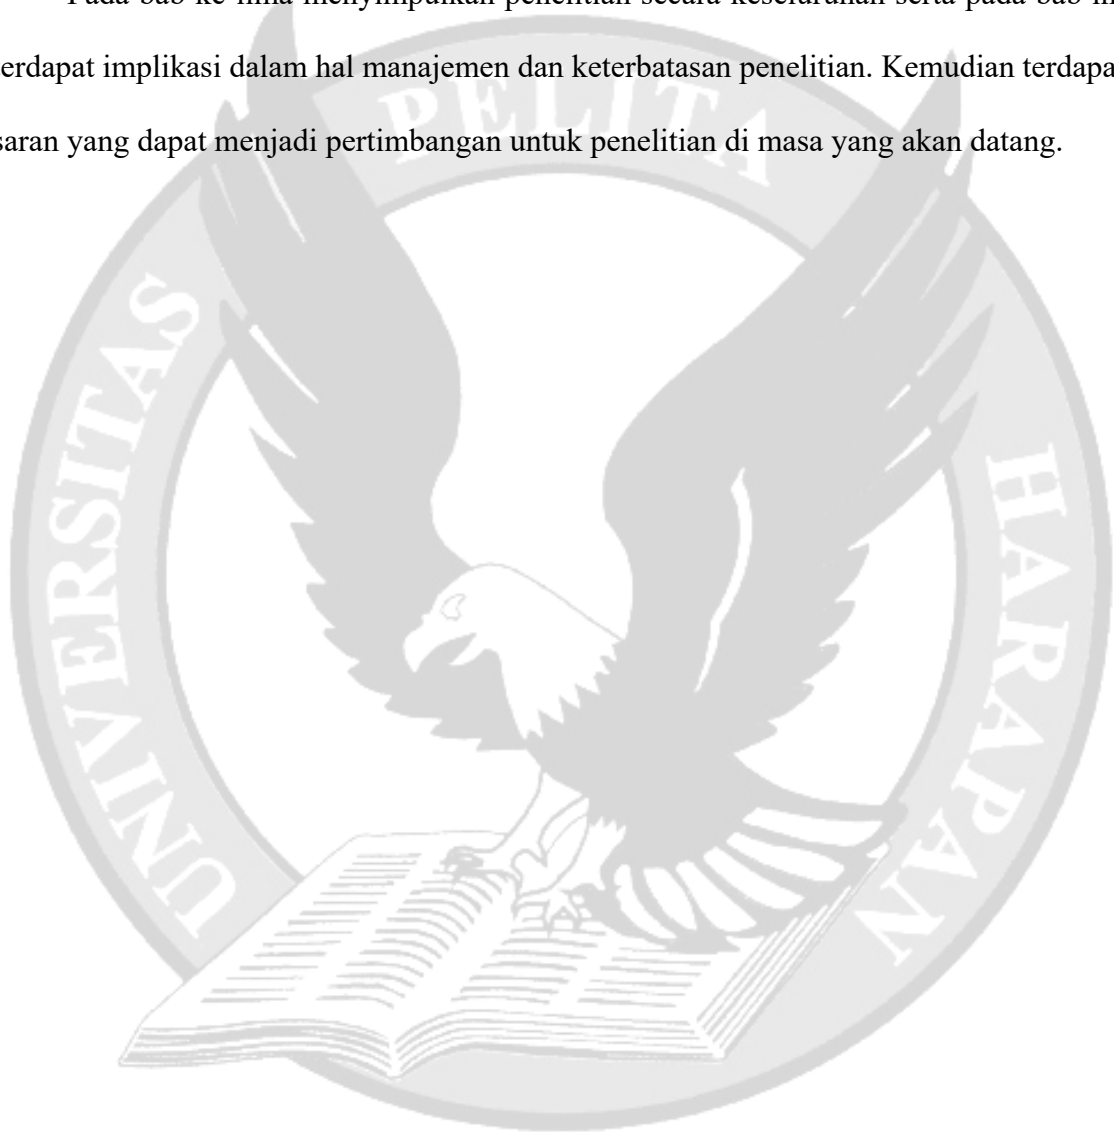 Pada bab ke lima menyimpulkan penelitian secara keseluruhan serta pada bab in
erdapat implikasi dalam hal manajemen dan keterbatasan penelitian. Kemudian terdapa
saran yang dapat menjadi pertimbangan untuk penelitian di masa yang akan datang.
UNIVERSITAS
PELITA
HARAPAN